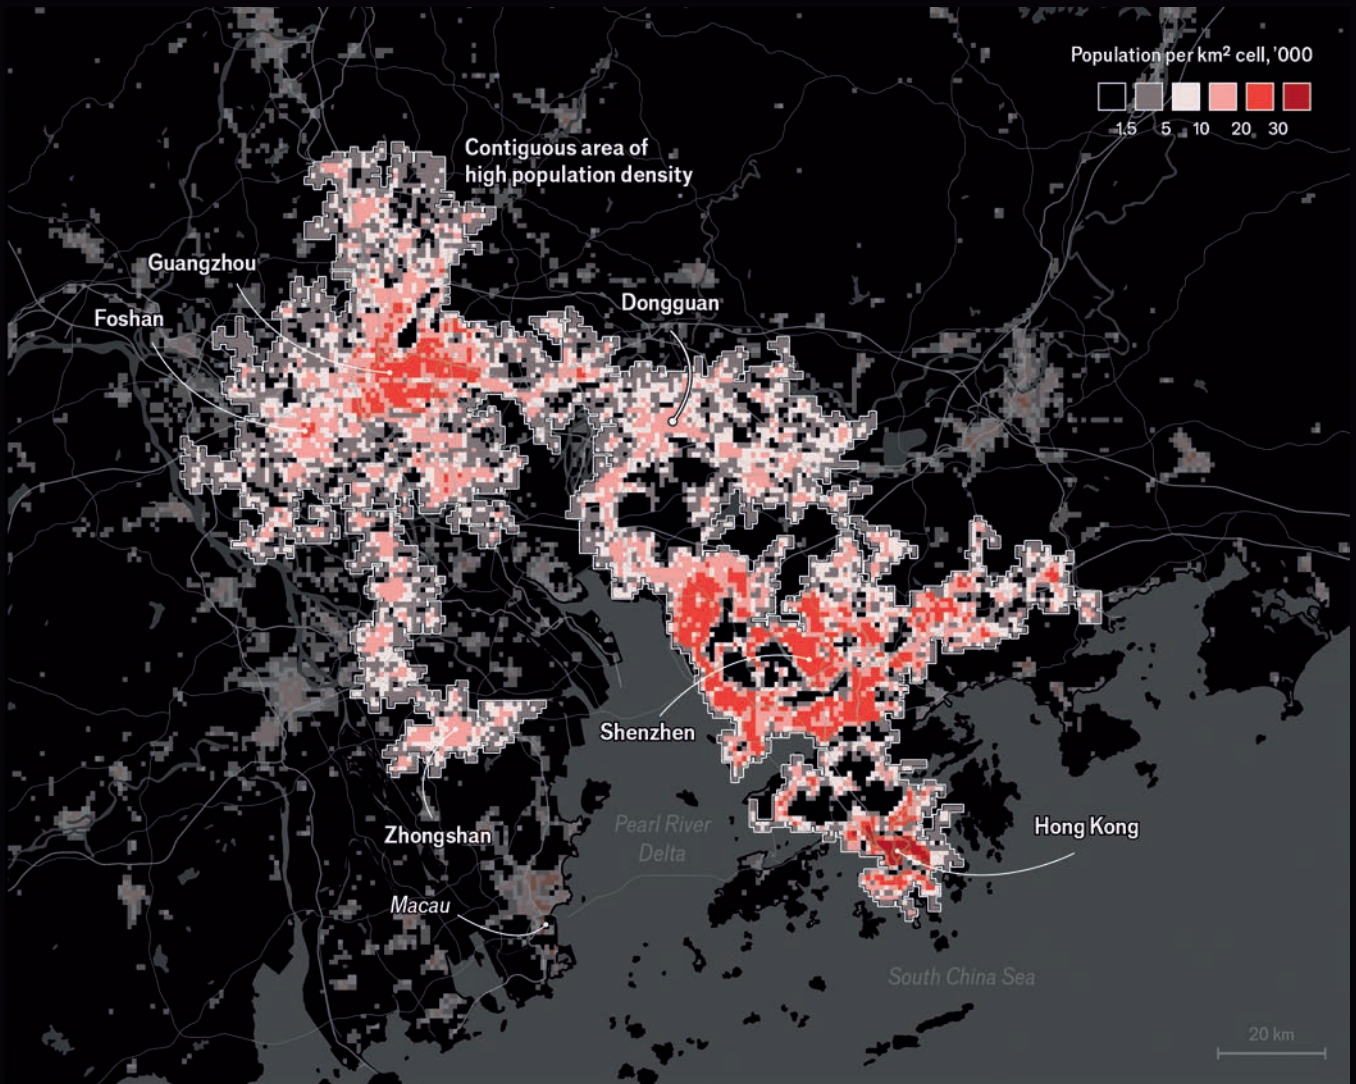 Population per km² cell, '000
1.5 5 10 20 30
Contiguous area of
high population density
Guangzhou
Dongguan
Foshan
Shenzhen
Pearl River
Delta
Zhongshan
Hong Kong
Macau
South China Sea
20 km